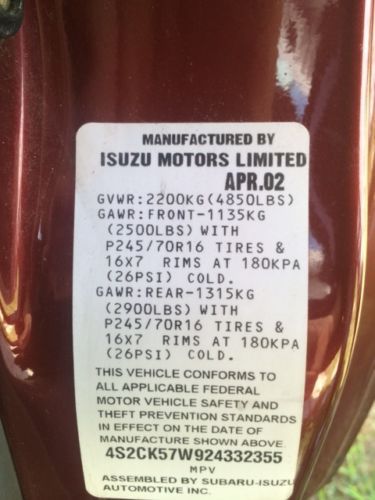 MANUFACTURED BY
ISUZU MOTORS LIMITED
APR.02
GVWR:2200KG(4850LBS)
GAWR:FRONT-1135KG
(2500LBS) WITH
P245/70R16 TIRES &
16X7 RIMS AT 180KPA
(26PSI) COLD.
GAWR:REAR-1315KG
(2900LBS) WITH
P245/70R16 TIRES &
16X7 RIMS AT 180KPA
(26PSI) COLD.
THIS VEHICLE CONFORMS TO
ALL APPLICABLE FEDERAL
MOTOR VEHICLE SAFETY AND
THEFT PREVENTION STANDARDS
IN EFFECT ON THE DATE OF
MANUFACTURE SHOWN ABOVE
4S2CK57W924332355
MPV
ASSEMBLED BY SUBARU-ISUZU
AUTOMOTIVE INC.